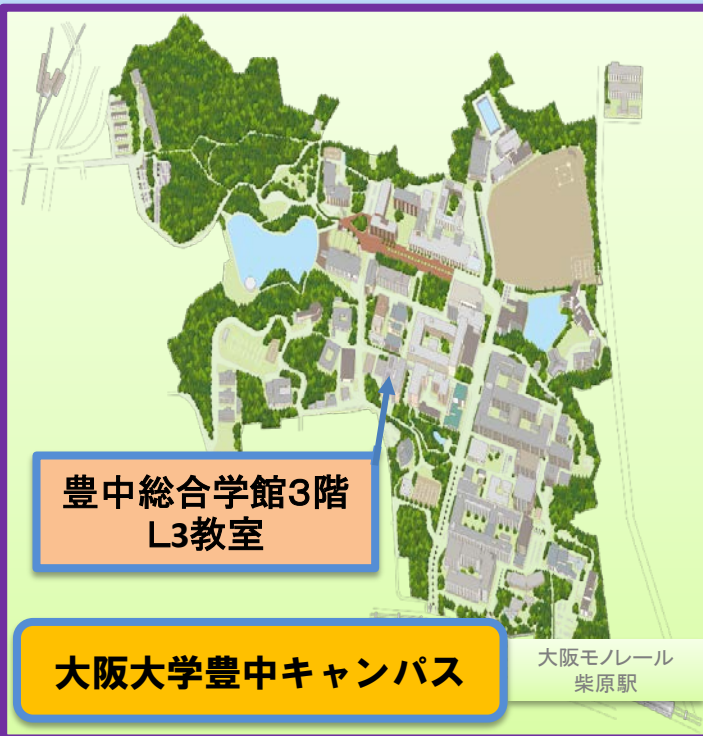 豊中総合学館3階
L3教室
大阪大学豊中キャンパス
大阪モノレール
柴原駅